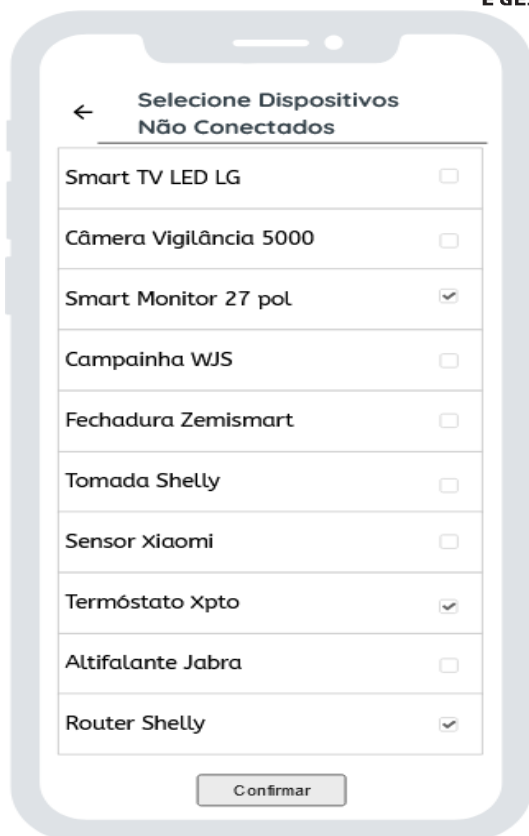 Selecione Dispositivos
Não Conectados
Smart TV LED LG
Câmera Vigilância 5000
Smart Monitor 27 pol
Campainha WJS
Fechadura Zemismart
Tomada Shelly
Sensor Xiaomi
Termóstato Xpto
Altifalante Jabra
Router Shelly
Confirmar